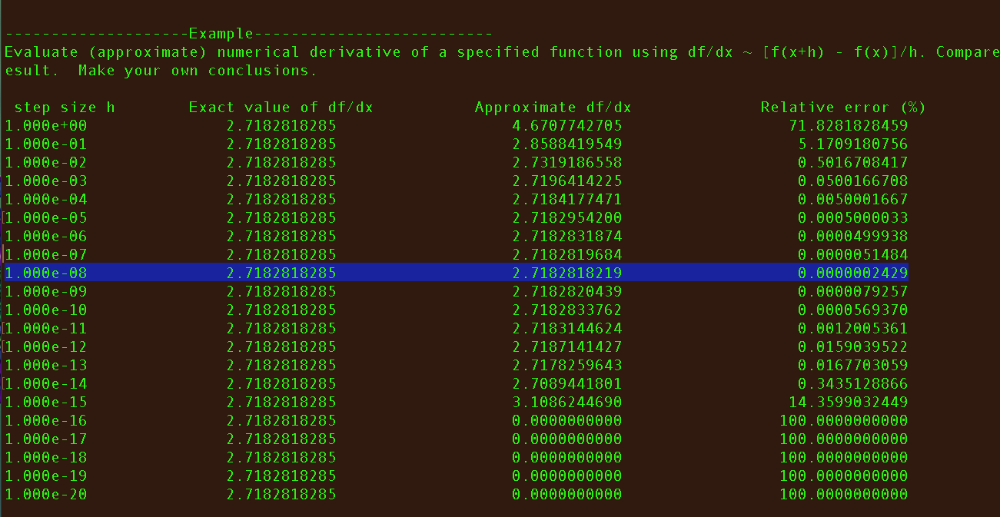 --------------------Example--------------------------
Evaluate (approximate) numerical derivative of a specified function using df/dx ~ [f(x+h) - f(x)]/h. Compare
esult.  Make your own conclusions.
step size h        Exact value of df/dx           Approximate df/dx              Relative error (%)
1.000e+00               2.7182818285                   4.6707742705                  71.8281828459
1.000e-01               2.7182818285                   2.8588419549                   5.1709180756
1.000e-02               2.7182818285                   2.7319186558                   0.5016708417
1.000e-03               2.7182818285                   2.7196414225                   0.0500166708
1.000e-04               2.7182818285                   2.7184177471                   0.0050001667
1.000e-05               2.7182818285                   2.7182954200                   0.0005000033
1.000e-06               2.7182818285                   2.7182831874                   0.0000499938
1.000e-07               2.7182818285                   2.7182819684                   0.0000051484
1.000e-08               2.7182818285                   2.7182818219                   0.0000002429
1.000e-09               2.7182818285                   2.7182820439                   0.0000079257
1.000e-10               2.7182818285                   2.7182833762                   0.0000569370
1.000e-11               2.7182818285                   2.7183144624                   0.0012005361
1.000e-12               2.7182818285                   2.7187141427                   0.0159039522
1.000e-13               2.7182818285                   2.7178259643                   0.0167703059
1.000e-14               2.7182818285                   2.7089441801                   0.3435128866
1.000e-15               2.7182818285                   3.1086244690                  14.3599032449
1.000e-16               2.7182818285                   0.0000000000                 100.0000000000
1.000e-17               2.7182818285                   0.0000000000                 100.0000000000
1.000e-18               2.7182818285                   0.0000000000                 100.0000000000
1.000e-19               2.7182818285                   0.0000000000                 100.0000000000
1.000e-20               2.7182818285                   0.0000000000                 100.0000000000